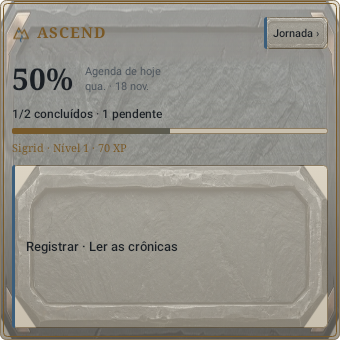 ASCEND
Jornada ›
50%
Agenda de hoje
qua. · 18 nov.
1/2 concluídos · 1 pendente
Sigrid · Nível 1 · 70 XP
Registrar · Ler as crônicas